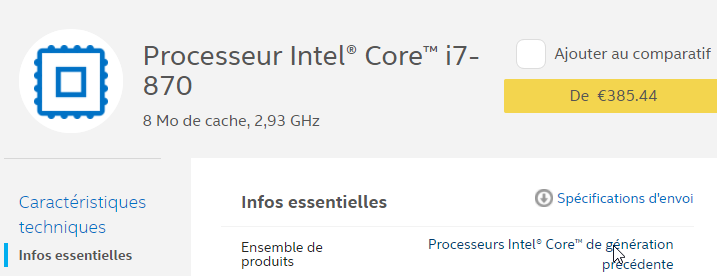 Processeur Intel® Core™ i7-
870
8 Mo de cache, 2,93 GHz
Ajouter au comparatif
De €385.44
Caractéristiques
techniques
Infos essentielles
Infos essentielles
Spécifications d'envoi
Ensemble de
produits
Processeurs Intel® Core™ de génération
précédente